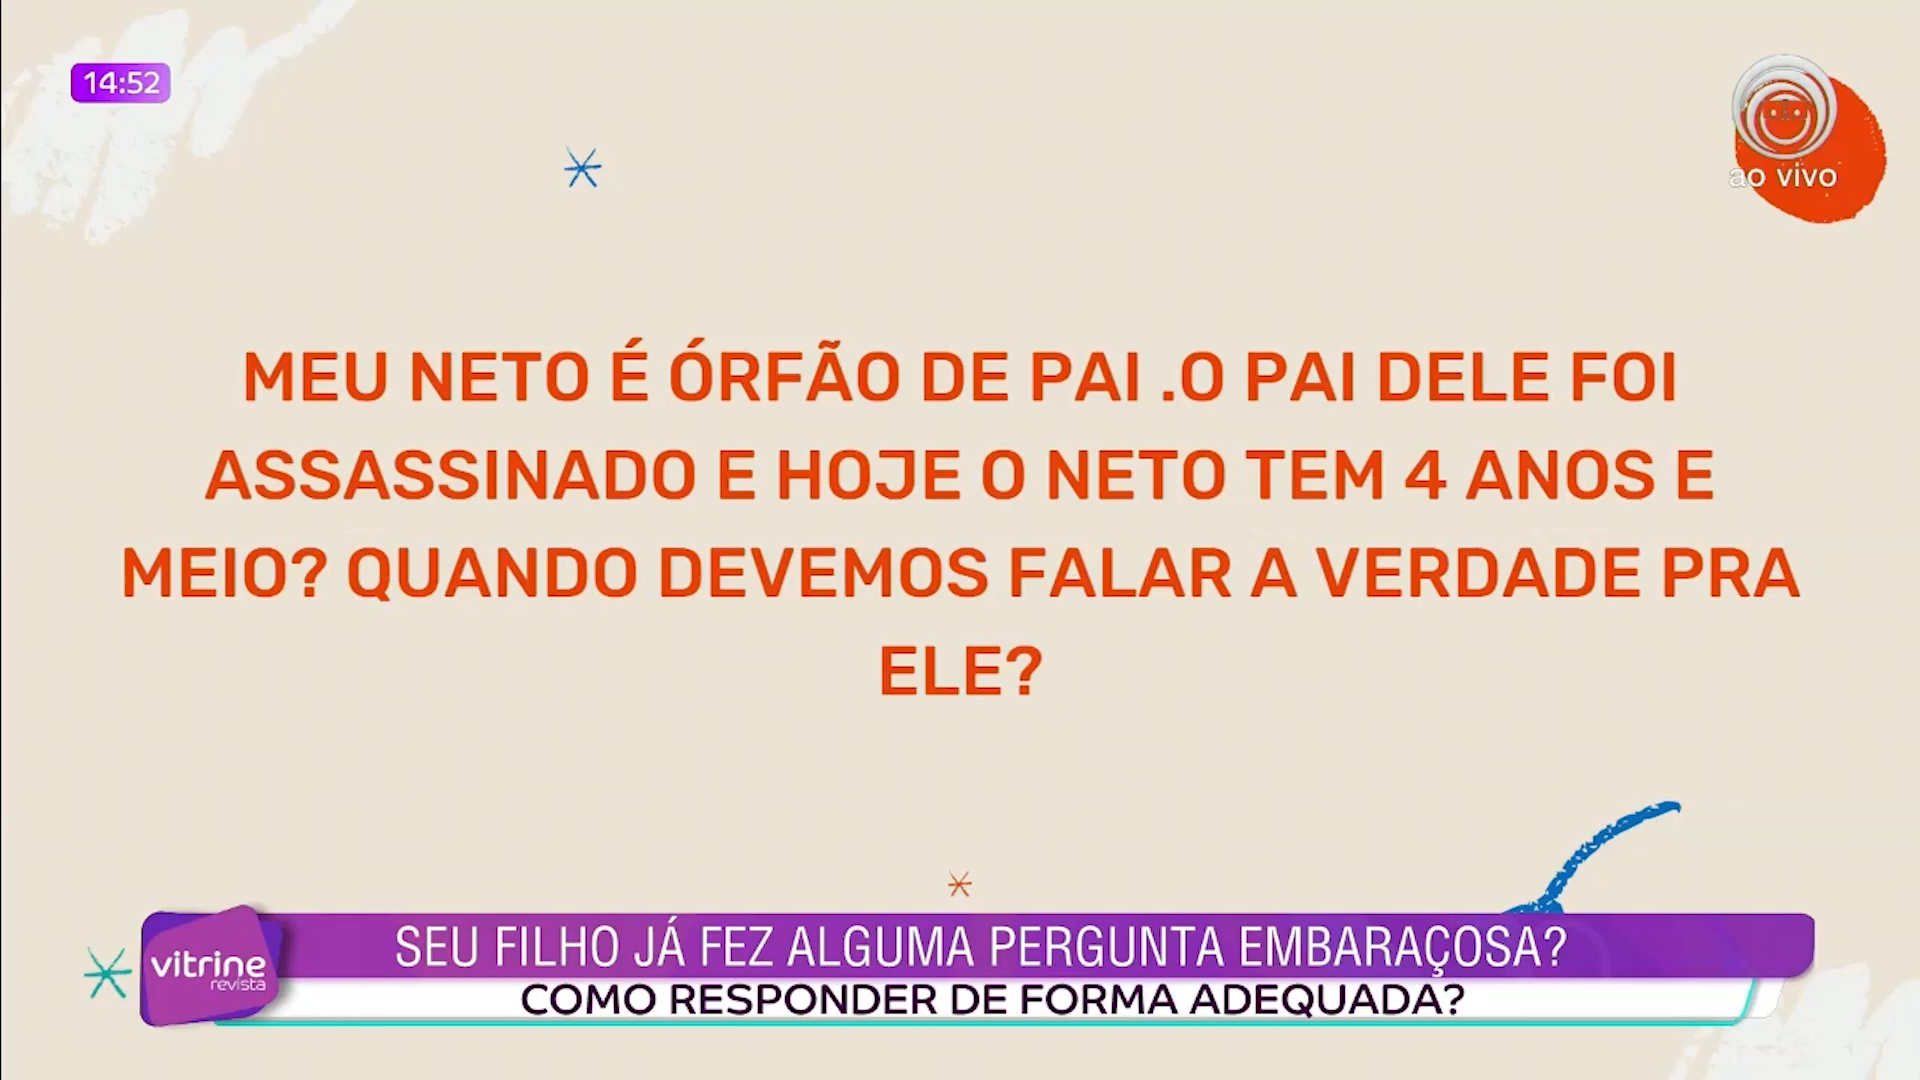 14:52
ao vivo
MEU NETO É ÓRFÃO DE PAI .O PAI DELE FOI
ASSASSINADO E HOJE O NETO TEM 4 ANOS E
MEIO? QUANDO DEVEMOS FALAR A VERDADE PRA
ELE?
SEU FILHO JÁ FEZ ALGUMA PERGUNTA EMBARAÇOSA?
vitrine
revista
COMO RESPONDER DE FORMA ADEQUADA?